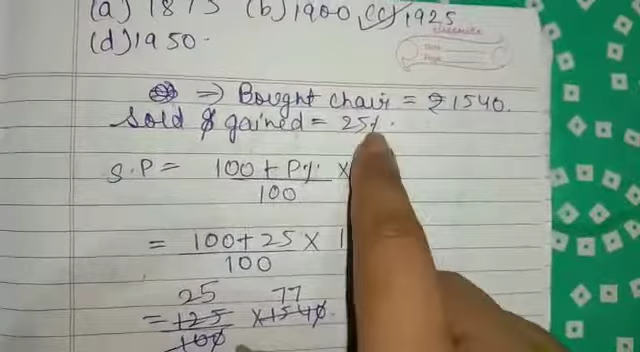 (a) 1875 (b) 1900 (c) 1925
(d) 1950.
⇒ Bought chair = ₹1540.
Sold & gained = 25%.
S.P = 100 + P% ×
100
= 100+25 × 1
100
25 77
= 125 × 1540.
100